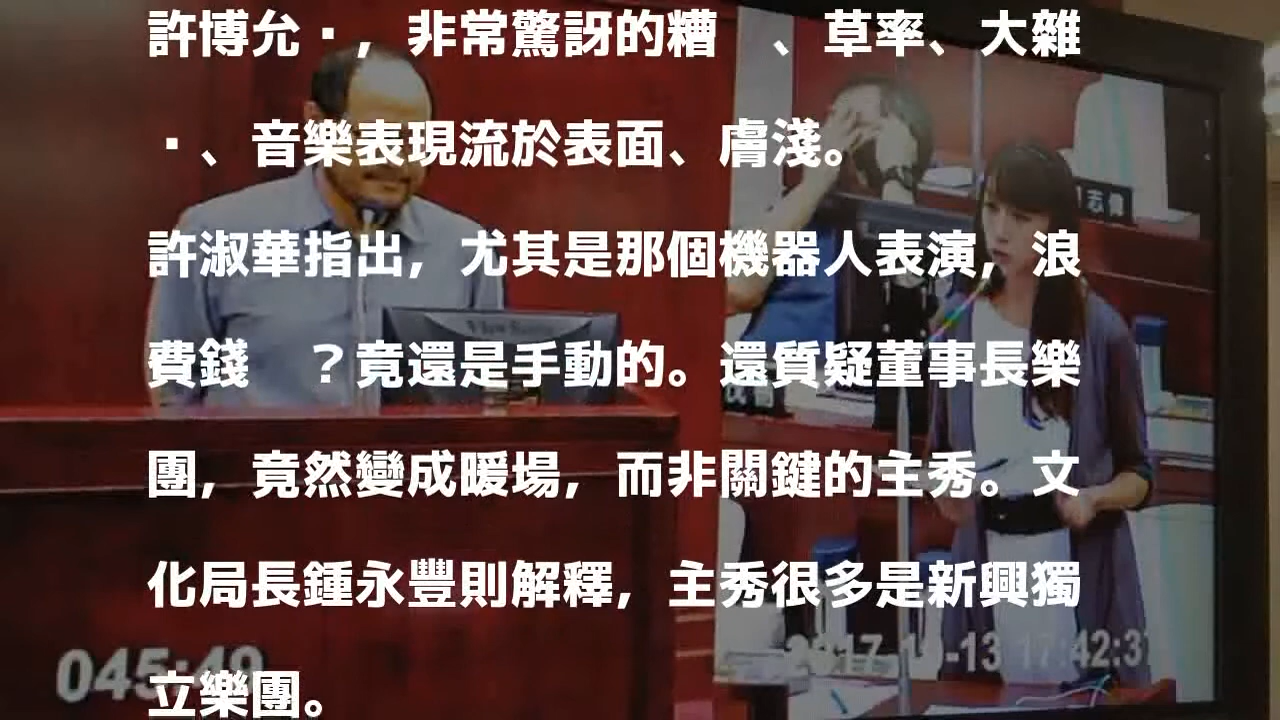 許博允·，非常驚訝的糟　、草率、大雜
·、音樂表現流於表面、膚淺。
許淑華指出，尤其是那個機器人表演，浪
費錢　？竟還是手動的。還質疑董事長樂
團，竟然變成暖場，而非關鍵的主秀。文
化局長鍾永豐則解釋，主秀很多是新興獨
立樂團。
045:49